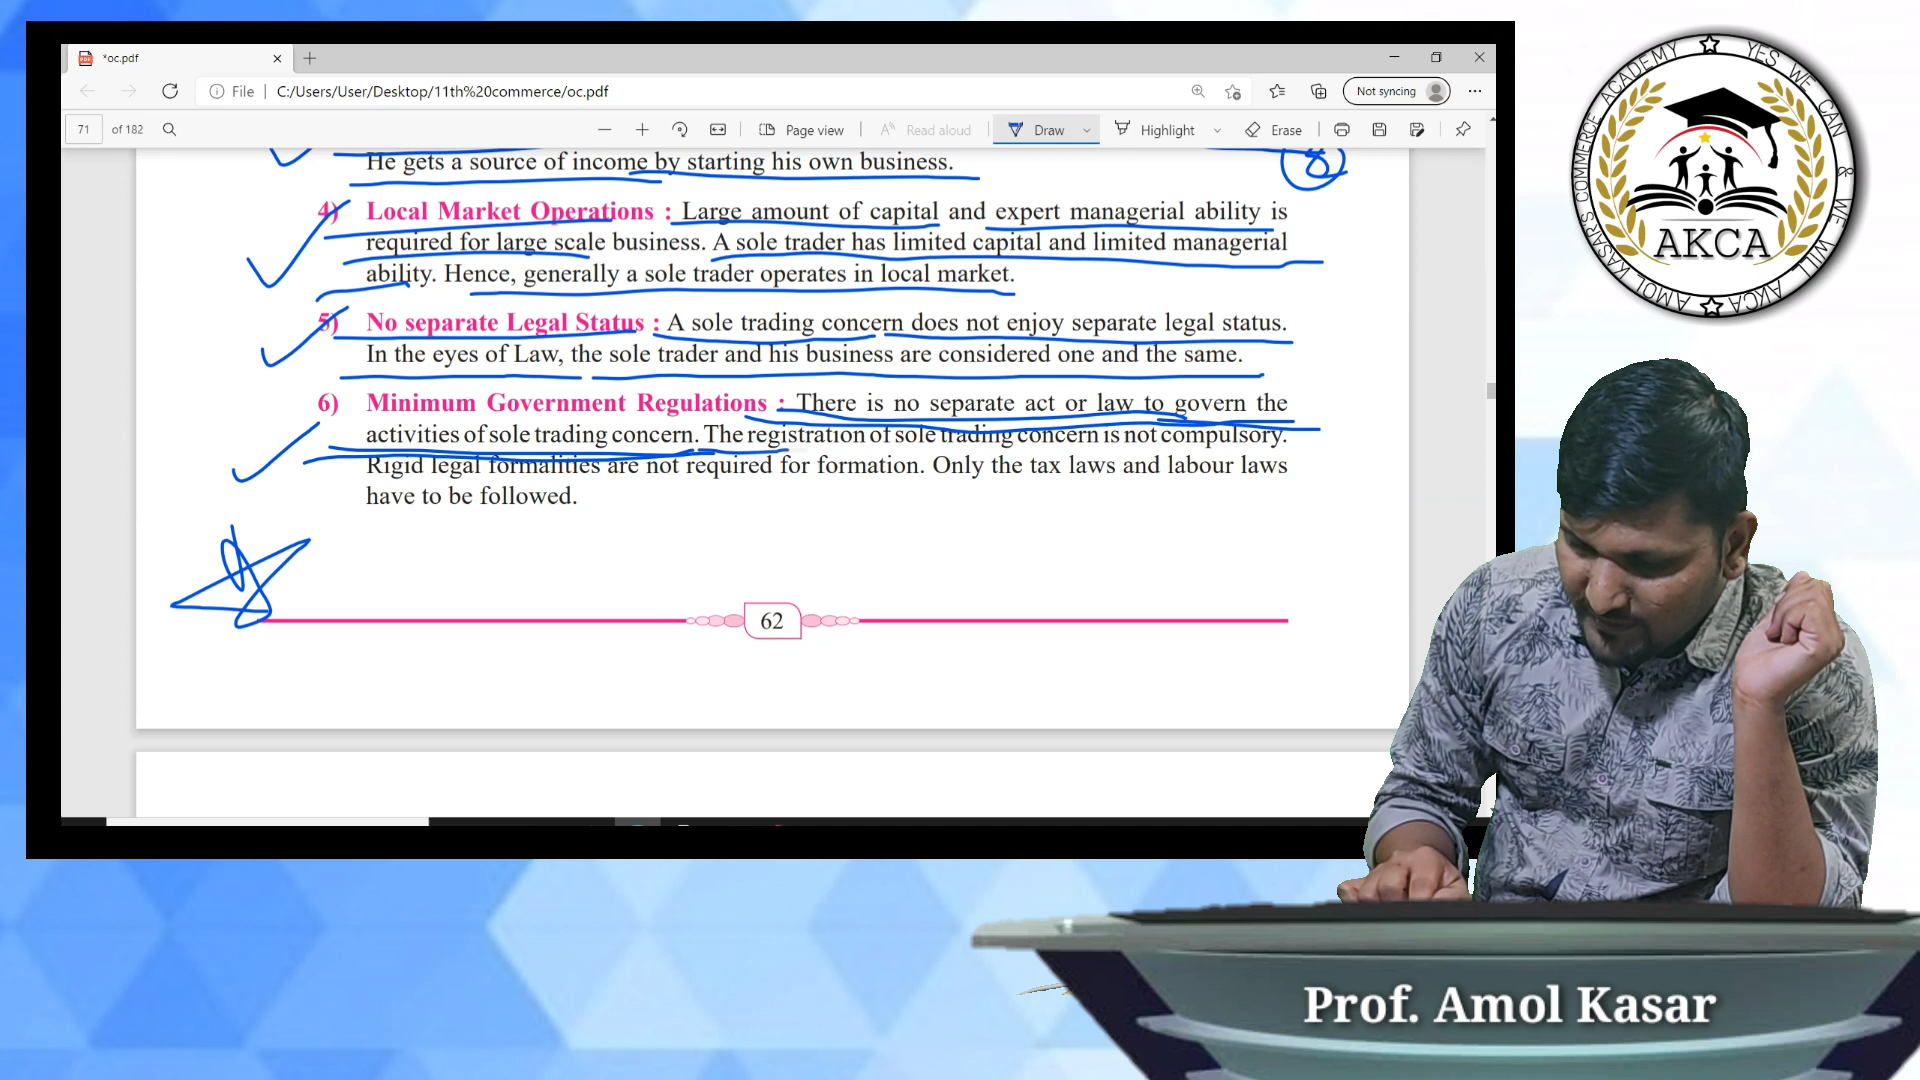 *oc.pdf
File | C:/Users/User/Desktop/11th%20commerce/oc.pdf
Not syncing
71 of 182
Page view
Read aloud
Draw
Highlight
Erase
He gets a source of income by starting his own business.
8
4) Local Market Operations : Large amount of capital and expert managerial ability is
required for large scale business. A sole trader has limited capital and limited managerial
ability. Hence, generally a sole trader operates in local market.
5) No separate Legal Status : A sole trading concern does not enjoy separate legal status.
In the eyes of Law, the sole trader and his business are considered one and the same.
6) Minimum Government Regulations : There is no separate act or law to govern the
activities of sole trading concern. The registration of sole trading concern is not compulsory.
Rigid legal formalities are not required for formation. Only the tax laws and labour laws
have to be followed.
62
AMOL KASAR'S COMMERCE ACADEMY
YES WE CAN & WE WILL
AKCA
AKCA
Prof. Amol Kasar